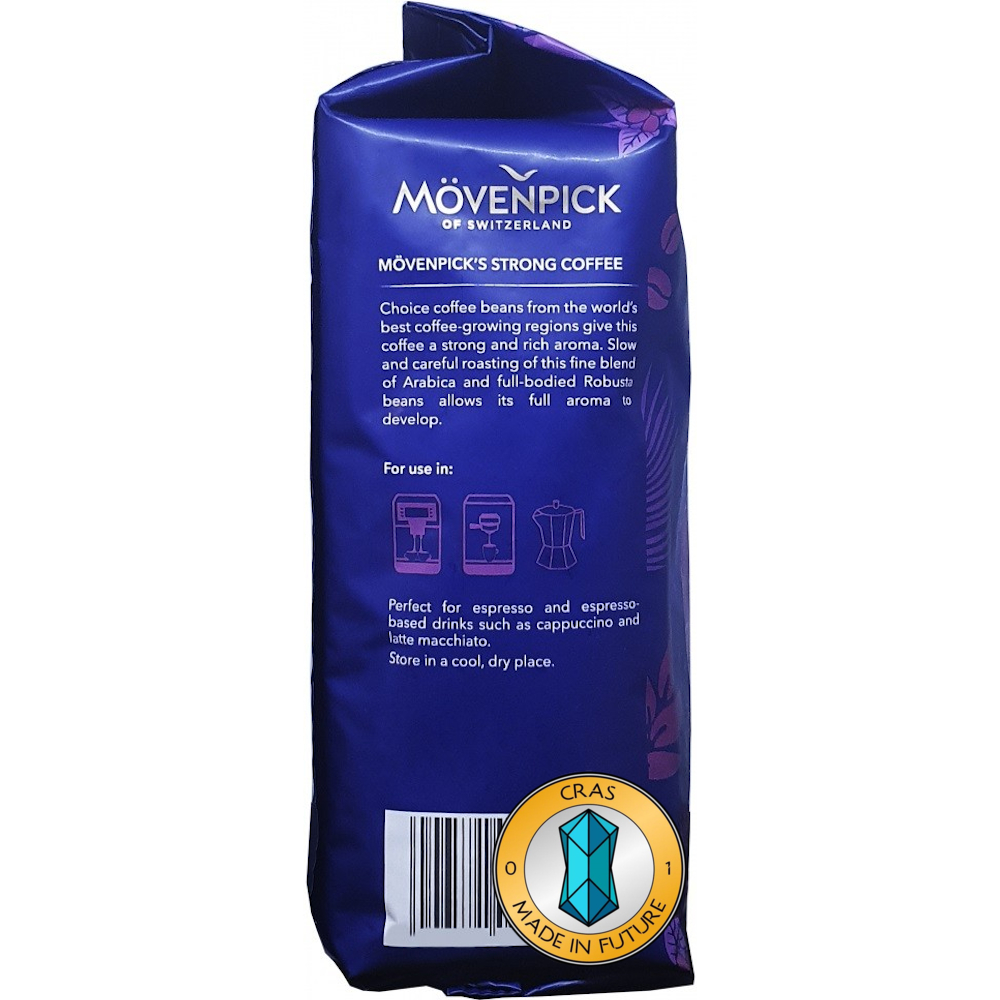 MÖVENPICK
OF SWITZERLAND
MÖVENPICK'S STRONG COFFEE
Choice coffee beans from the world's
best coffee-growing regions give this
coffee a strong and rich aroma. Slow
and careful roasting of this fine blend
of Arabica and full-bodied Robusta
beans allows its full aroma to
develop.
For use in:
Perfect for espresso and espresso-
based drinks such as cappuccino and
latte macchiato.
Store in a cool, dry place.
CRAS
0 1
MADE IN FUTURE